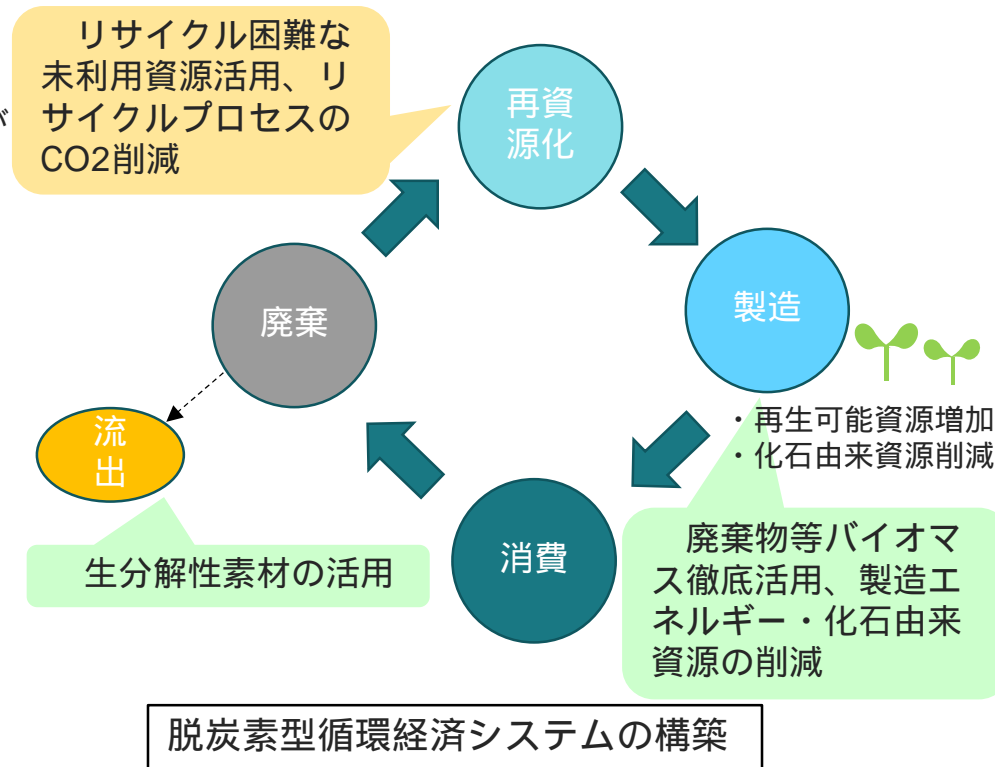 リサイクル困難な
未利用資源活用、リ
サイクルプロセスの
CO2削減
が
再資
源化
製造
廃棄
流
出
・再生可能資源増加
・化石由来資源削減
消費
生分解性素材の活用
廃棄物等バイオマ
ス徹底活用、製造エ
ネルギー・化石由来
資源の削減
脱炭素型循環経済システムの構築